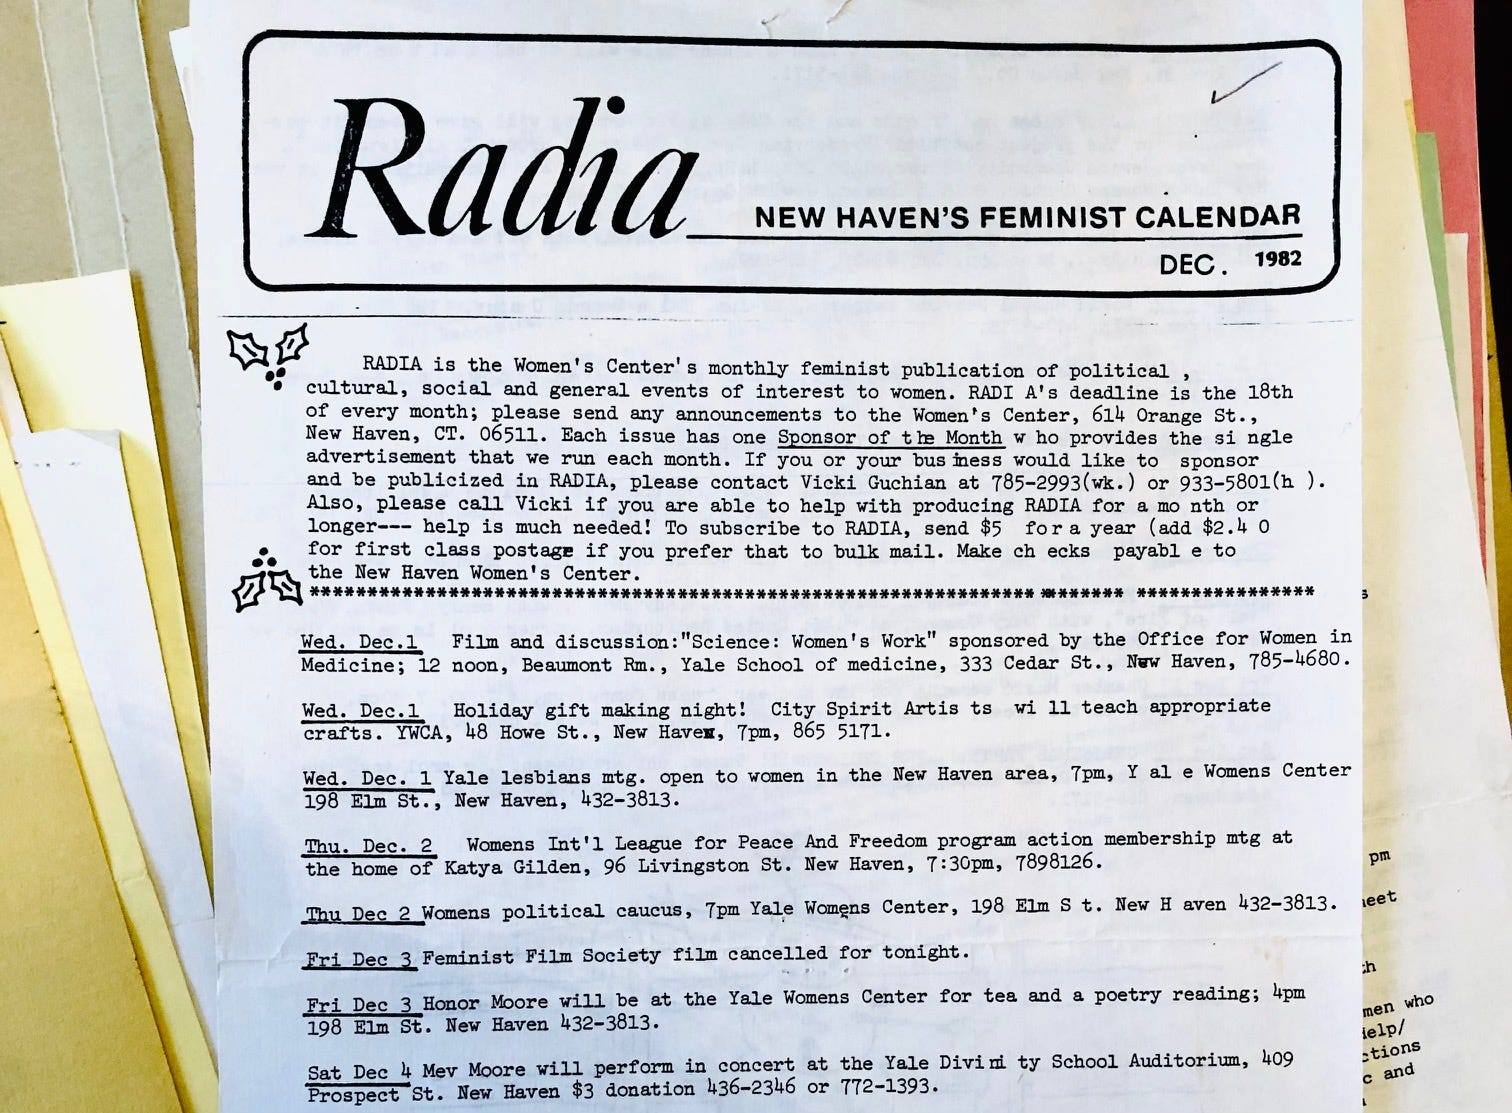 Radia
NEW HAVEN'S FEMINIST CALENDAR
DEC. 1982
RADIA is the Women's Center's monthly feminist publication of political ,
cultural, social and general events of interest to women. RADI A's deadline is the 18th
of every month; please send any announcements to the Women's Center, 614 Orange St.,
New Haven, CT. 06511. Each issue has one Sponsor of the Month w ho provides the si ngle
advertisement that we run each month. If you or your business would like to sponsor
and be publicized in RADIA, please contact Vicki Guchian at 785-2993(wk.) or 933-5801(h ).
Also, please call Vicki if you are able to help with producing RADIA for a mo nth or
longer--- help is much needed! To subscribe to RADIA, send $5 for a year (add $2.4 0
for first class postage if you prefer that to bulk mail. Make ch ecks payabl e to
the New Haven Women's Center.
************************************************************************ ******** *****************
Wed. Dec.1 Film and discussion:"Science: Women's Work" sponsored by the Office for Women in
Medicine; 12 noon, Beaumont Rm., Yale School of medicine, 333 Cedar St., New Haven, 785-4680.
Wed. Dec.1 Holiday gift making night! City Spirit Artis ts wi ll teach appropriate
crafts. YWCA, 48 Howe St., New Haven, 7pm, 865 5171.
Wed. Dec. 1 Yale lesbians mtg. open to women in the New Haven area, 7pm, Y al e Womens Center
198 Elm St., New Haven, 432-3813.
Thu. Dec. 2 Womens Int'l League for Peace And Freedom program action membership mtg at
the home of Katya Gilden, 96 Livingston St. New Haven, 7:30pm, 7898126.
Thu Dec 2 Womens political caucus, 7pm Yale Womens Center, 198 Elm S t. New H aven 432-3813.
Fri Dec 3 Feminist Film Society film cancelled for tonight.
Fri Dec 3 Honor Moore will be at the Yale Womens Center for tea and a poetry reading; 4pm
198 Elm St. New Haven 432-3813.
Sat Dec 4 Mev Moore will perform in concert at the Yale Divini ty School Auditorium, 409
Prospect St. New Haven $3 donation 436-2346 or 772-1393.
pm
eet
men who
elp/
ctions
c and